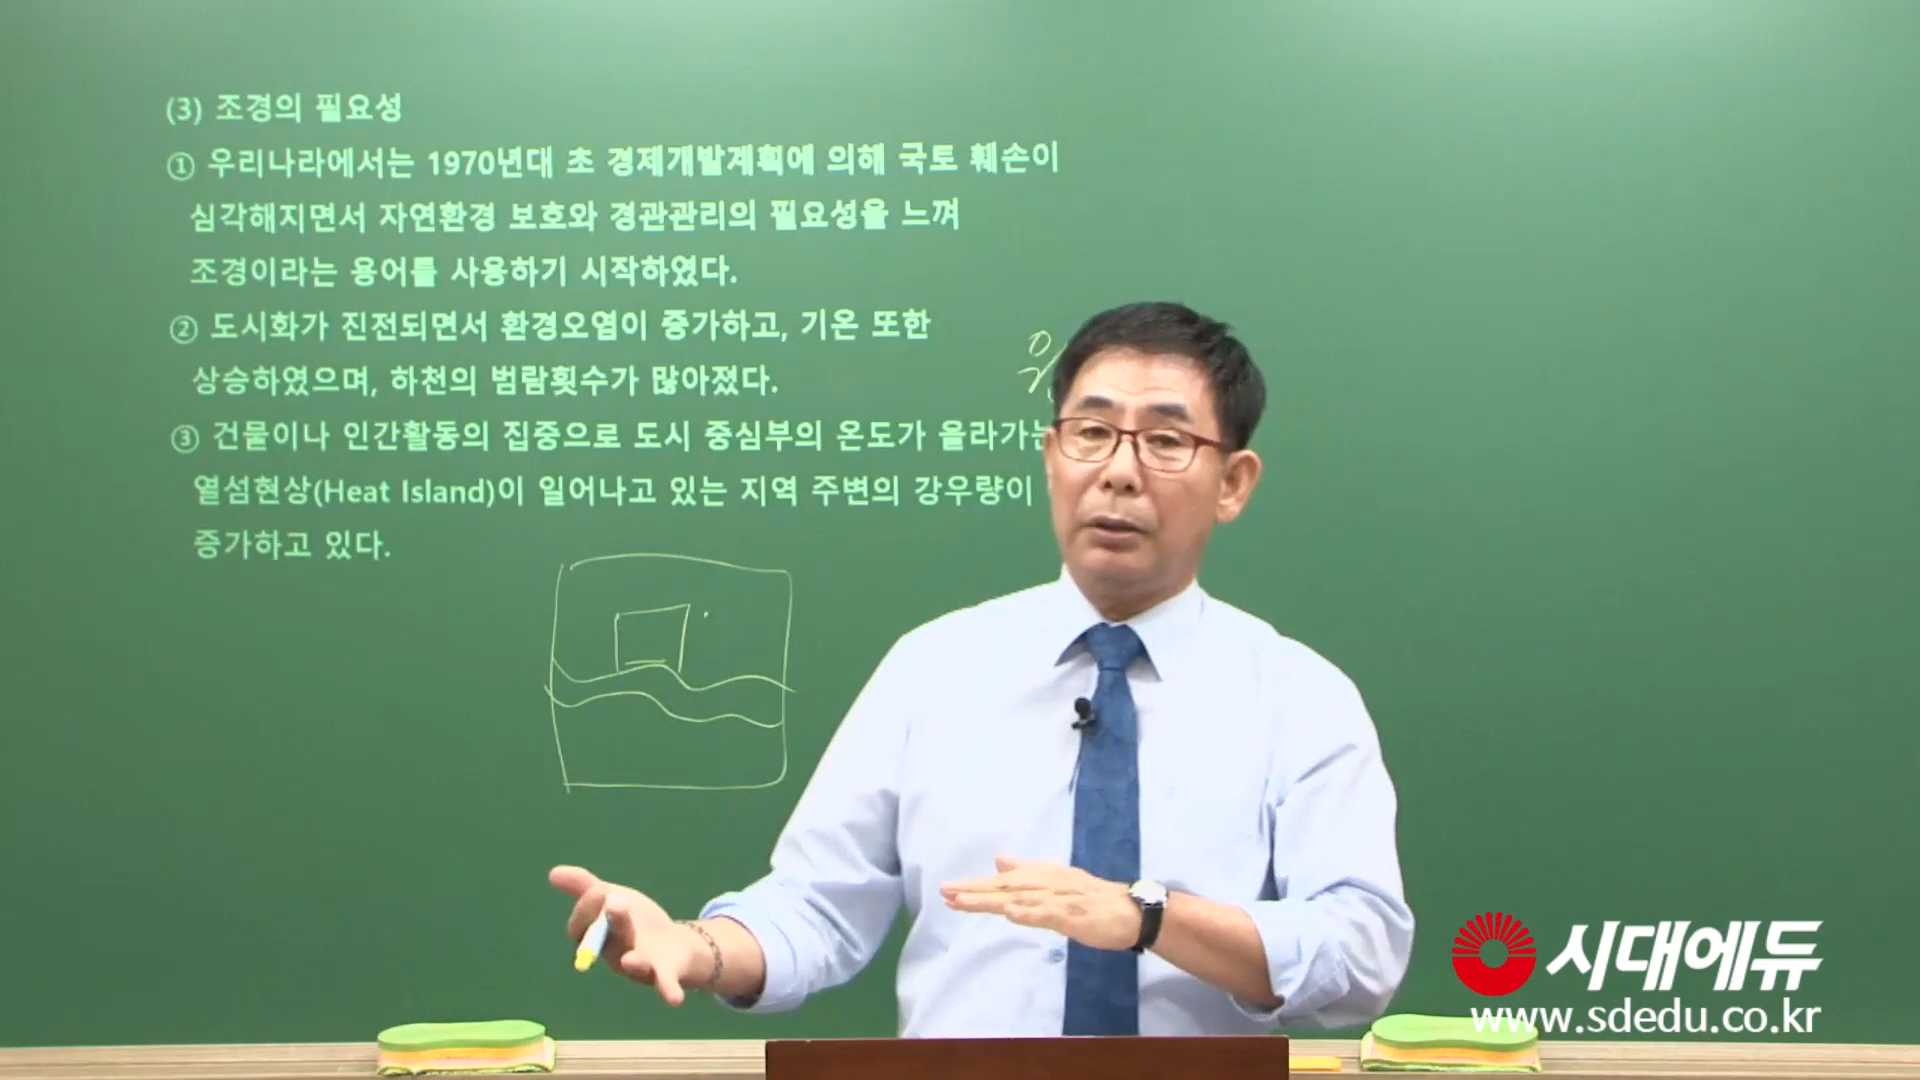 (3) 조경의 필요성
① 우리나라에서는 1970년대 초 경제개발계획에 의해 국토 훼손이
심각해지면서 자연환경 보호와 경관관리의 필요성을 느껴
조경이라는 용어를 사용하기 시작하였다.
② 도시화가 진전되면서 환경오염이 증가하고, 기온 또한
상승하였으며, 하천의 범람횟수가 많아졌다.
③ 건물이나 인간활동의 집중으로 도시 중심부의 온도가 올라가는
열섬현상(Heat Island)이 일어나고 있는 지역 주변의 강우량이
증가하고 있다.
시대에듀
www.sdedu.co.kr